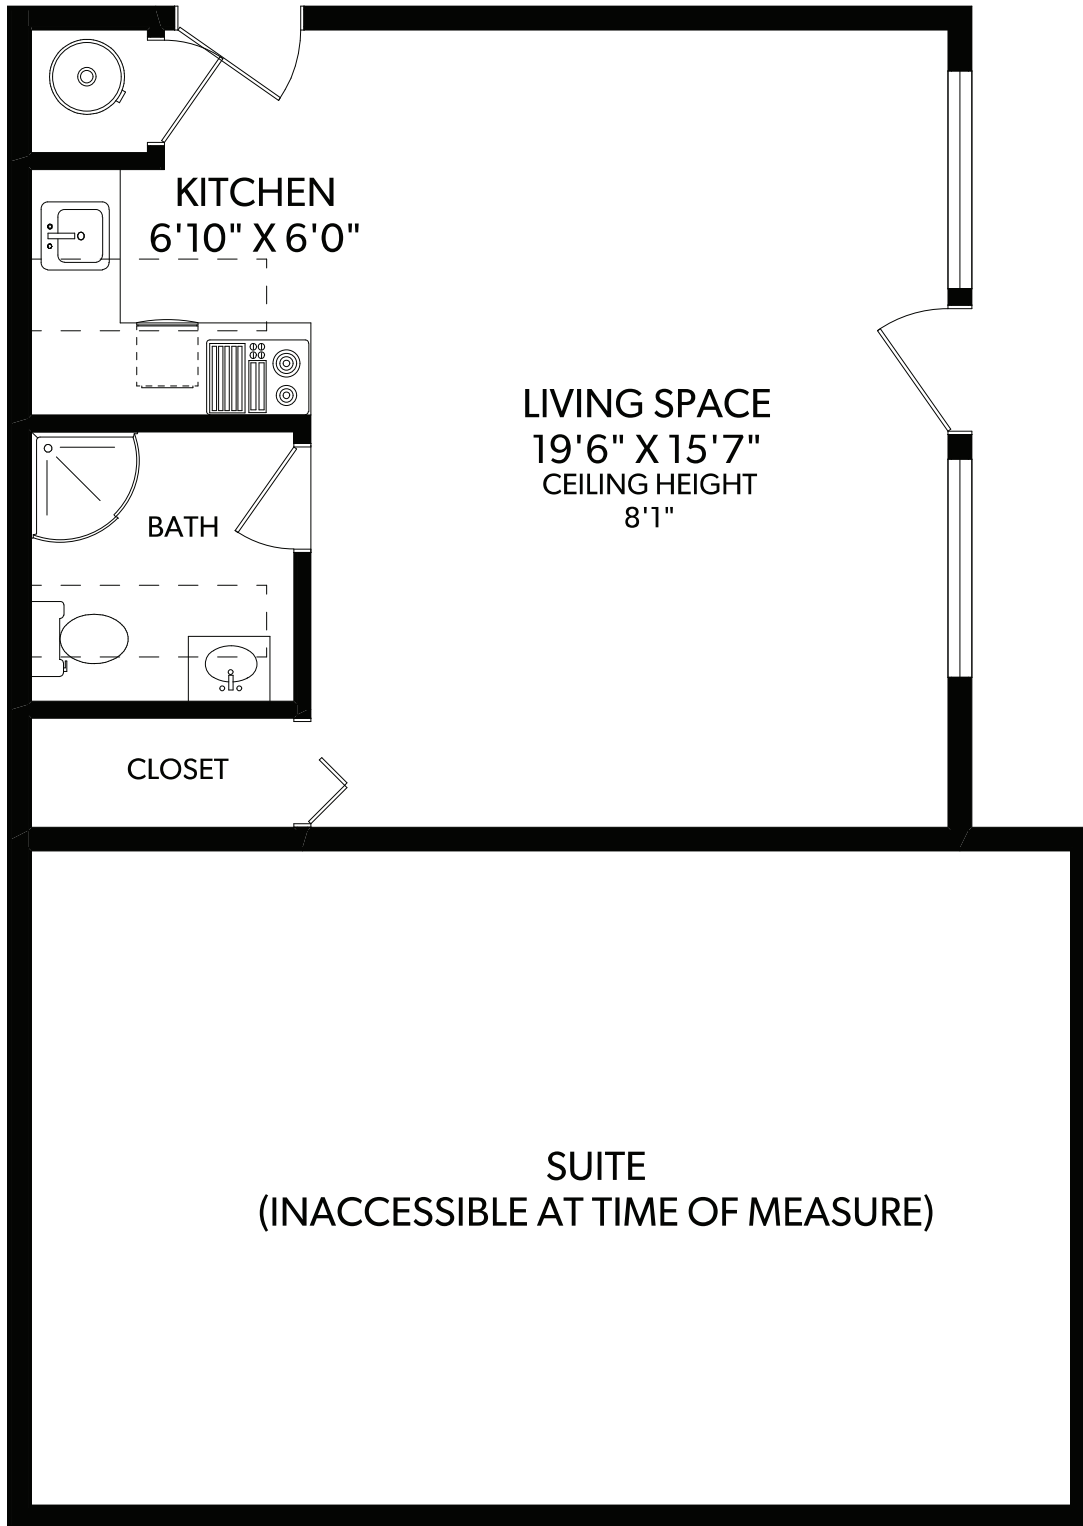 KITCHEN
6'10" X 6'0"
LIVING SPACE
19'6" X 15'7"
CEILING HEIGHT
8'1"
BATH
CLOSET
SUITE
(INACCESSIBLE AT TIME OF MEASURE)